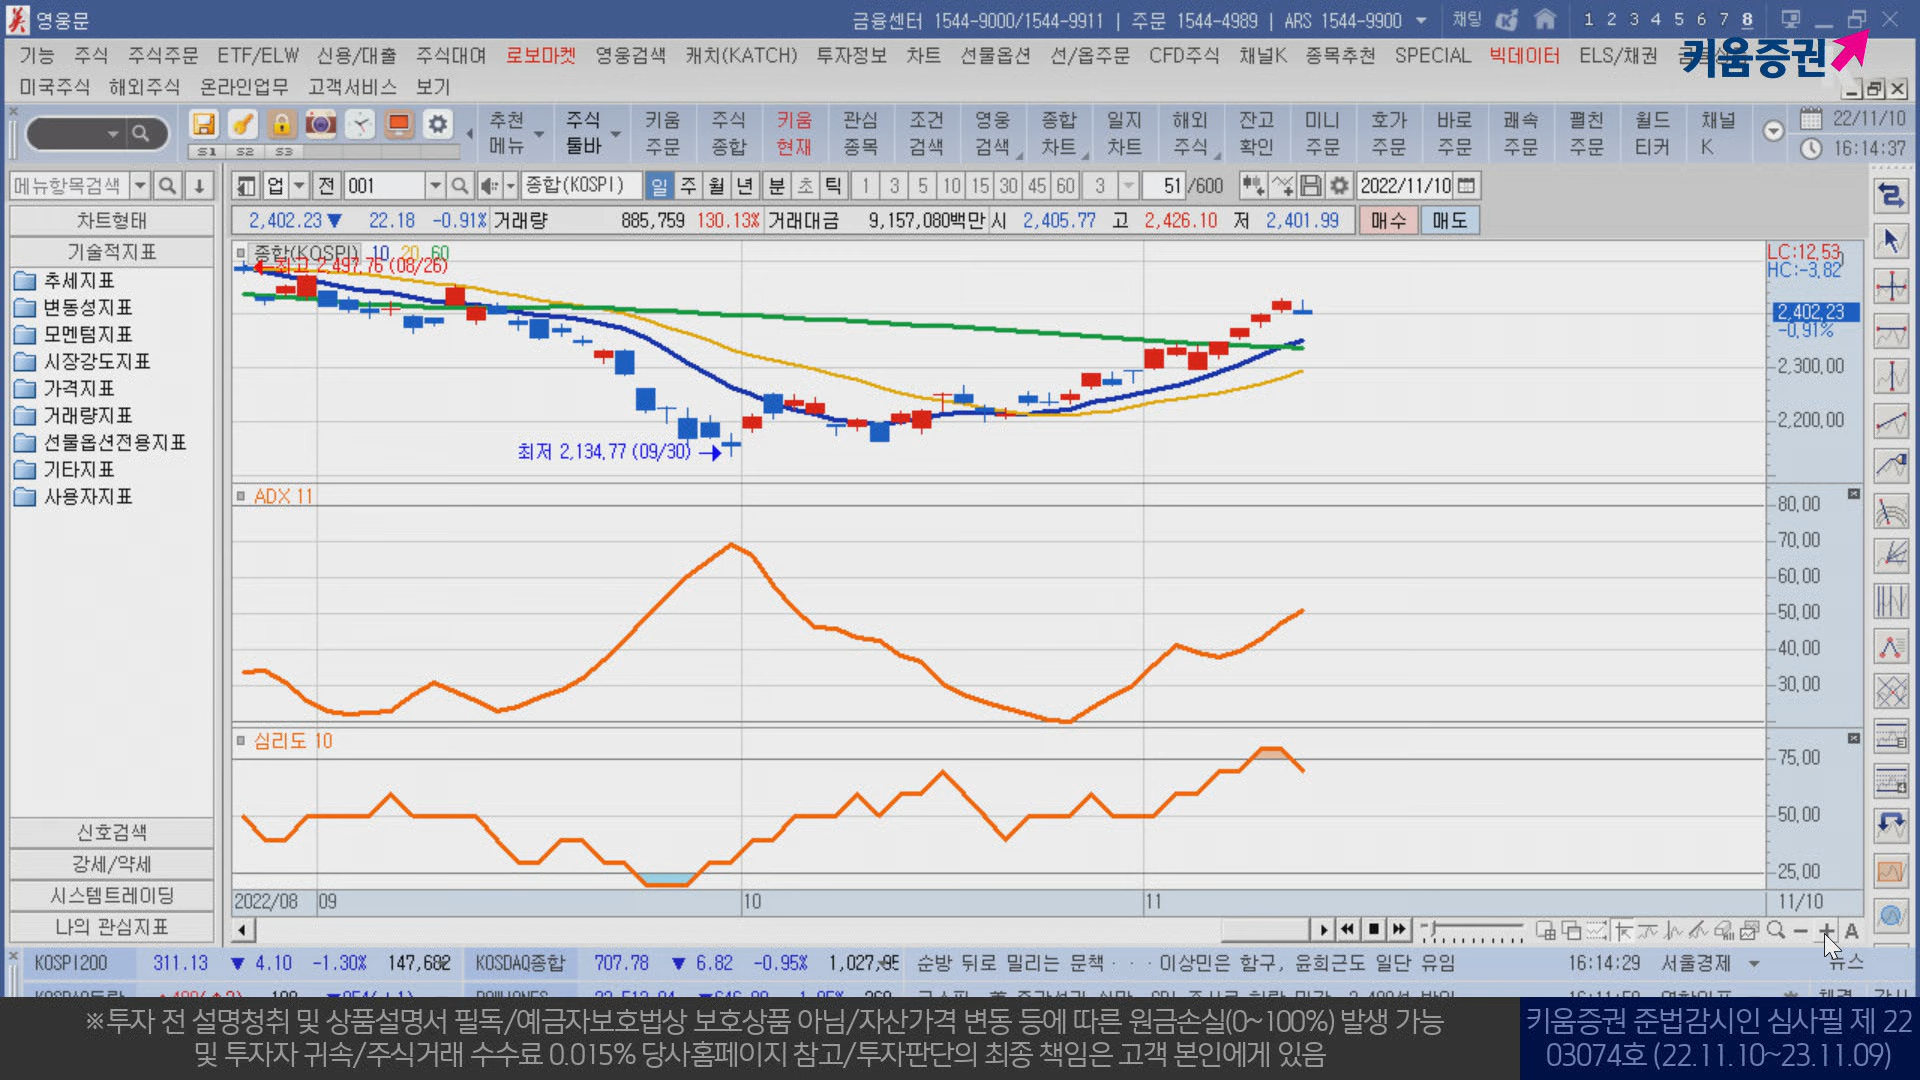 영웅문
금융센터 1544-9000/1544-9911 | 주문 1544-4989 | ARS 1544-9900 채팅 1 2 3 4 5 6 7 8
기능 주식 주식주문 ETF/ELW 신용/대출 주식대여 로보마켓 영웅검색 캐치(KATCH) 투자정보 차트 선물옵션 선/옵주문 CFD주식 채널K 종목추천 SPECIAL 빅데이터 ELS/채권
키움증권
미국주식 해외주식 온라인업무 고객서비스 보기
S1 S2 S3
추천 메뉴 주식 툴바 키움 주문 주식 종합 키움 현재 관심 종목 조건 검색 영웅 검색 종합 차트 일지 차트 해외 주식 잔고 확인 미니 주문 호가 주문 바로 주문 쾌속 주문 펼친 주문 월드 티커 채널 K
22/11/10
16:14:37
메뉴항목검색 업 전 001 종합(KOSPI) 일 주 월 년 분 초 틱 1 3 5 10 15 30 45 60 3 51 /600 2022/11/10
차트형태
2,402.23 ▼ 22.18 -0.91% 거래량 885,759 130.13% 거래대금 9,157,080백만 시 2,405.77 고 2,426.10 저 2,401.99 매수 매도
기술적지표
추세지표
변동성지표
모멘텀지표
시장강도지표
가격지표
거래량지표
선물옵션전용지표
기타지표
사용자지표
신호검색
강세/약세
시스템트레이딩
나의 관심지표
종합(KOSPI) 10 20 60
최고 2,497.76 (08/26)
최저 2,134.77 (09/30)
LC:12.53
HC:-3.82
2,402.23
-0.91%
2,300.00
2,200.00
ADX 11
80.00
70.00
60.00
50.00
40.00
30.00
심리도 10
75.00
50.00
25.00
2022/08 09 10 11 11/10
A
KOSPI200 311.13 ▼ 4.10 -1.30% 147,682 KOSDAQ종합 707.78 ▼ 6.82 -0.95% 순방 뒤로 밀리는 문책··· 이상민은 함구, 윤희근도 일단 유임 16:14:29 서울경제 뉴스
※투자 전 설명청취 및 상품설명서 필독/예금자보호법상 보호상품 아님/자산가격 변동 등에 따른 원금손실(0~100%) 발생 가능
및 투자자 귀속/주식거래 수수료 0.015% 당사홈페이지 참고/투자판단의 최종 책임은 고객 본인에게 있음
키움증권 준법감시인 심사필 제 22
03074호 (22.11.10~23.11.09)